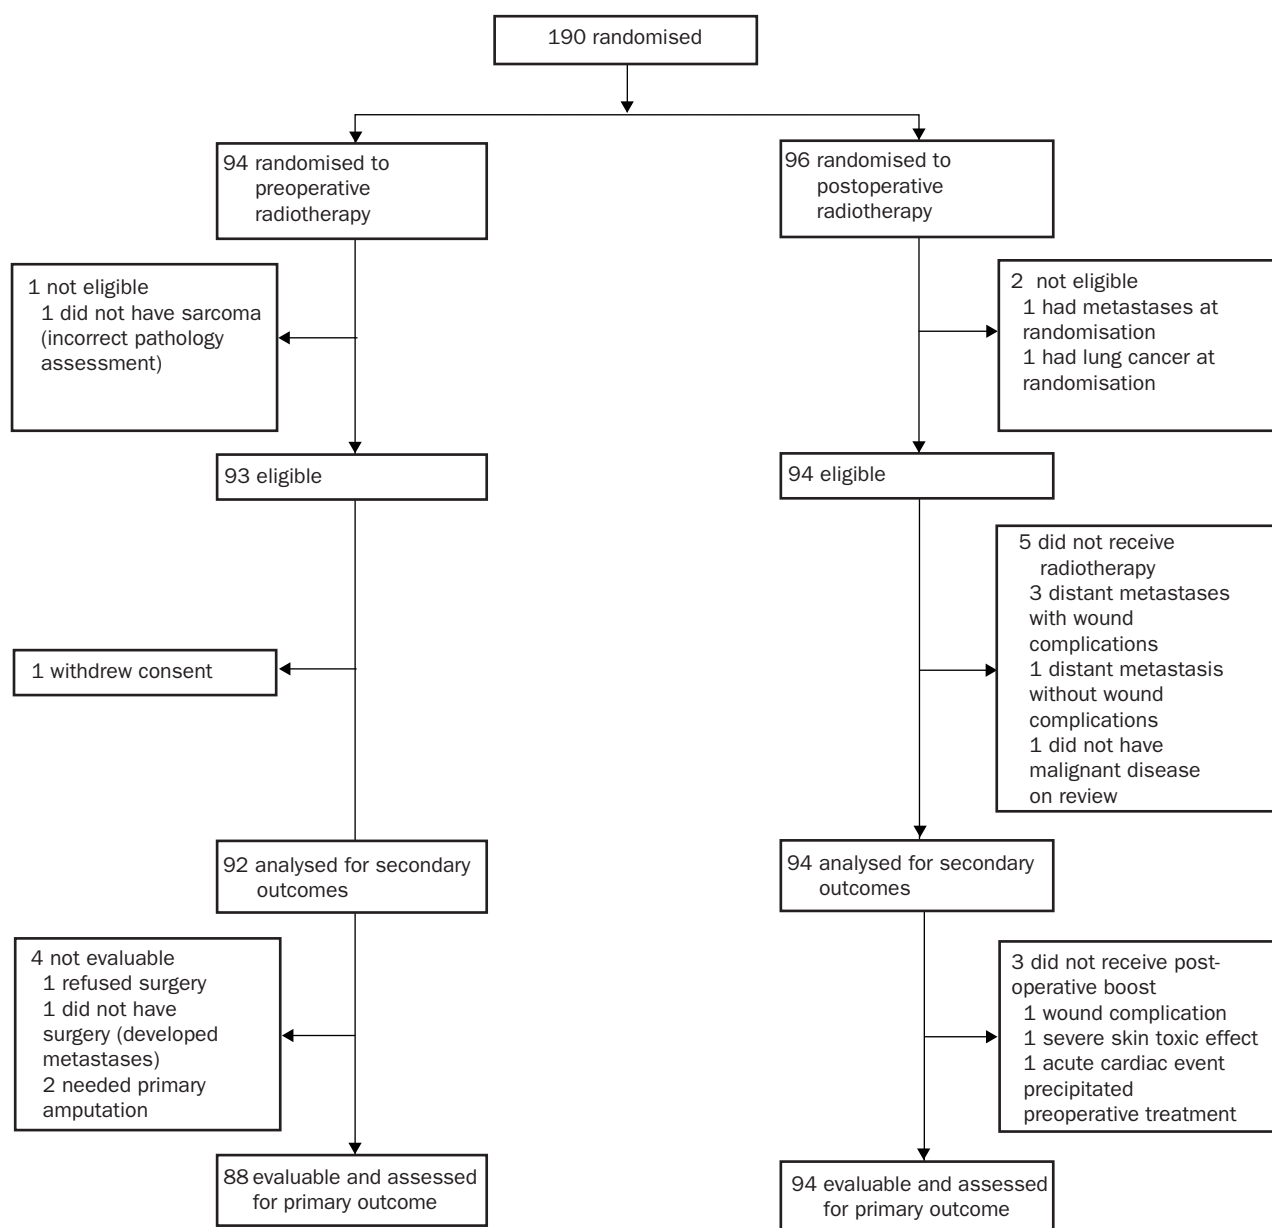 190 randomised
94 randomised to
preoperative
radiotherapy
96 randomised to
postoperative
radiotherapy
1 not eligible
1 did not have sarcoma
(incorrect pathology
assessment)
2 not eligible
1 had metastases at
randomisation
1 had lung cancer at
randomisation
93 eligible
94 eligible
1 withdrew consent
5 did not receive
radiotherapy
3 distant metastases
with wound
complications
1 distant metastasis
without wound
complications
1 did not have
malignant disease
on review
92 analysed for secondary
outcomes
94 analysed for secondary
outcomes
4 not evaluable
1 refused surgery
1 did not have
surgery (developed
metastases)
2 needed primary
amputation
3 did not receive post-
operative boost
1 wound complication
1 severe skin toxic effect
1 acute cardiac event
precipitated
preoperative treatment
88 evaluable and assessed
for primary outcome
94 evaluable and assessed
for primary outcome